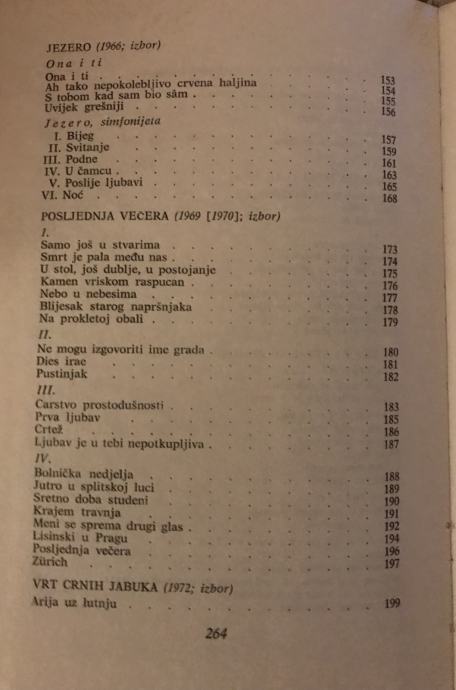 JEZERO (1966; izbor)
Ona i ti
Ona i ti . . . . . . . . . . . . 153
Ah tako nepokolebljivo crvena haljina . . . . . 154
S tobom kad sam bio sâm . . . . . . . . 155
Uvijek grešniji . . . . . . . . . . . 156
Jezero, simfonijeta
I. Bijeg . . . . . . . . . . . 157
II. Svitanje . . . . . . . . . . 159
III. Podne . . . . . . . . . . 161
IV. U čamcu . . . . . . . . . . 163
V. Poslije ljubavi . . . . . . . . . 165
VI. Noć . . . . . . . . . . . 168
POSLJEDNJA VEČERA (1969 [1970]; izbor)
I.
Samo još u stvarima . . . . . . . . . 173
Smrt je pala među nas . . . . . . . . . 174
U stol, još dublje, u postojanje . . . . . . . 175
Kamen vriskom raspucan . . . . . . . . 176
Nebo u nebesima . . . . . . . . . . 177
Blijesak starog napršnjaka . . . . . . . . 178
Na prokletoj obali . . . . . . . . . . 179
II.
Ne mogu izgovoriti ime grada . . . . . . . 180
Dies irae . . . . . . . . . . . 181
Pustinjak . . . . . . . . . . . 182
III.
Carstvo prostodušnosti . . . . . . . . . 183
Prva ljubav . . . . . . . . . . . 185
Crtež . . . . . . . . . . . . 186
Ljubav je u tebi nepotkupljiva . . . . . . . 187
IV.
Bolnička nedjelja . . . . . . . . . . 188
Jutro u splitskoj luci . . . . . . . . . 189
Sretno doba studeni . . . . . . . . . 190
Krajem travnja . . . . . . . . . . 191
Meni se sprema drugi glas . . . . . . . . 192
Lisinski u Pragu . . . . . . . . . . 194
Posljednja večera . . . . . . . . . . 196
Zürich . . . . . . . . . . . . 197
VRT CRNIH JABUKA (1972; izbor)
Arija uz lutnju . . . . . . . . . . . 199
264